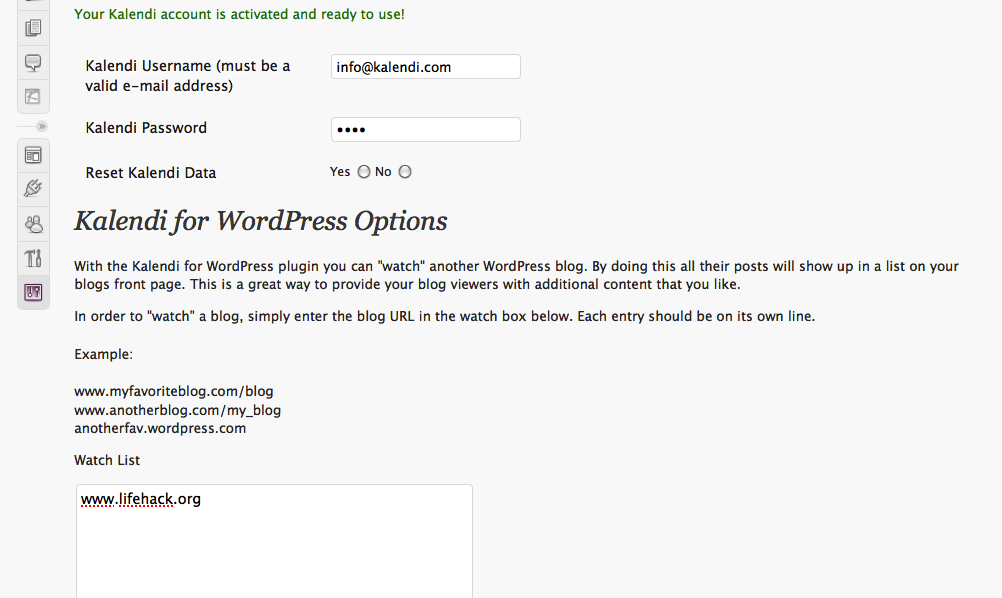 Your Kalendi account is activated and ready to use!
Kalendi Username (must be a
valid e-mail address)
info@kalendi.com
Kalendi Password
••••
Reset Kalendi Data
Yes No
Kalendi for WordPress Options
With the Kalendi for WordPress plugin you can "watch" another WordPress blog. By doing this all their posts will show up in a list on your
blogs front page. This is a great way to provide your blog viewers with additional content that you like.
In order to "watch" a blog, simply enter the blog URL in the watch box below. Each entry should be on its own line.
Example:
www.myfavoriteblog.com/blog
www.anotherblog.com/my_blog
anotherfav.wordpress.com
Watch List
www.lifehack.org